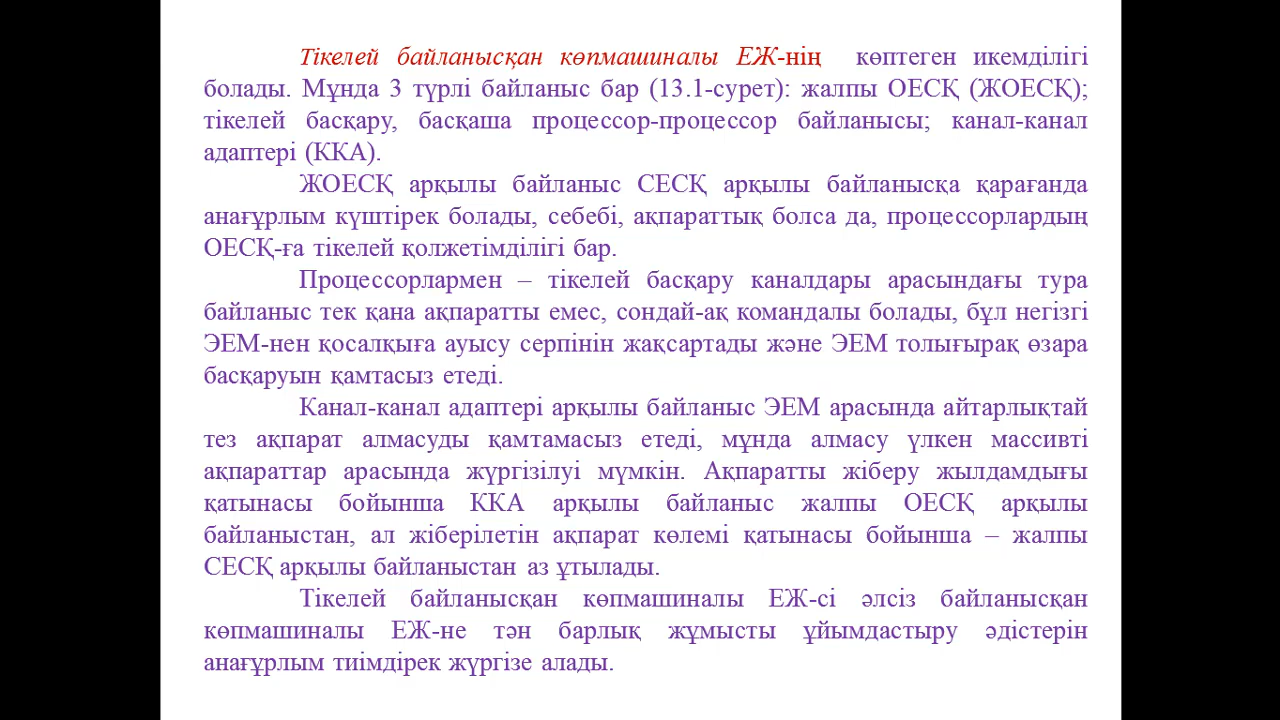 Тікелей байланысқан көпмашиналы ЕЖ-нің көптеген икемділігі
болады. Мұнда 3 түрлі байланыс бар (13.1-сурет): жалпы ОЕСҚ (ЖОЕСҚ);
тікелей басқару, басқаша процессор-процессор байланысы; канал-канал
адаптері (ККА).
ЖОЕСҚ арқылы байланыс СЕСҚ арқылы байланысқа қарағанда
анағұрлым күштірек болады, себебі, ақпараттық болса да, процессорлардың
ОЕСҚ-ға тікелей қолжетімділігі бар.
Процессорлармен – тікелей басқару каналдары арасындағы тура
байланыс тек қана ақпаратты емес, сондай-ақ командалы болады, бұл негізгі
ЭЕМ-нен қосалқыға ауысу серпінін жақсартады және ЭЕМ толығырақ өзара
басқаруын қамтасыз етеді.
Канал-канал адаптері арқылы байланыс ЭЕМ арасында айтарлықтай
тез ақпарат алмасуды қамтамасыз етеді, мұнда алмасу үлкен массивті
ақпараттар арасында жүргізілуі мүмкін. Ақпаратты жіберу жылдамдығы
қатынасы бойынша ККА арқылы байланыс жалпы ОЕСҚ арқылы
байланыстан, ал жіберілетін ақпарат көлемі қатынасы бойынша – жалпы
СЕСҚ арқылы байланыстан аз ұтылады.
Тікелей байланысқан көпмашиналы ЕЖ-сі әлсіз байланысқан
көпмашиналы ЕЖ-не тән барлық жұмысты ұйымдастыру әдістерін
анағұрлым тиімдірек жүргізе алады.